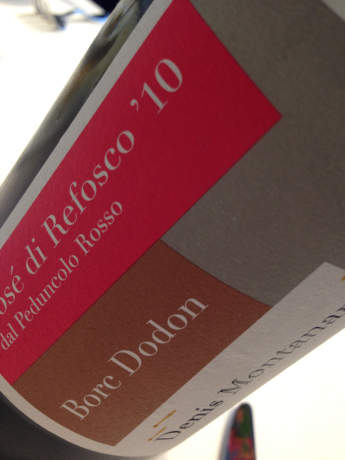 osé di Refosco '10
dal Peduncolo Rosso
Borc Dodon
Denis Montanar